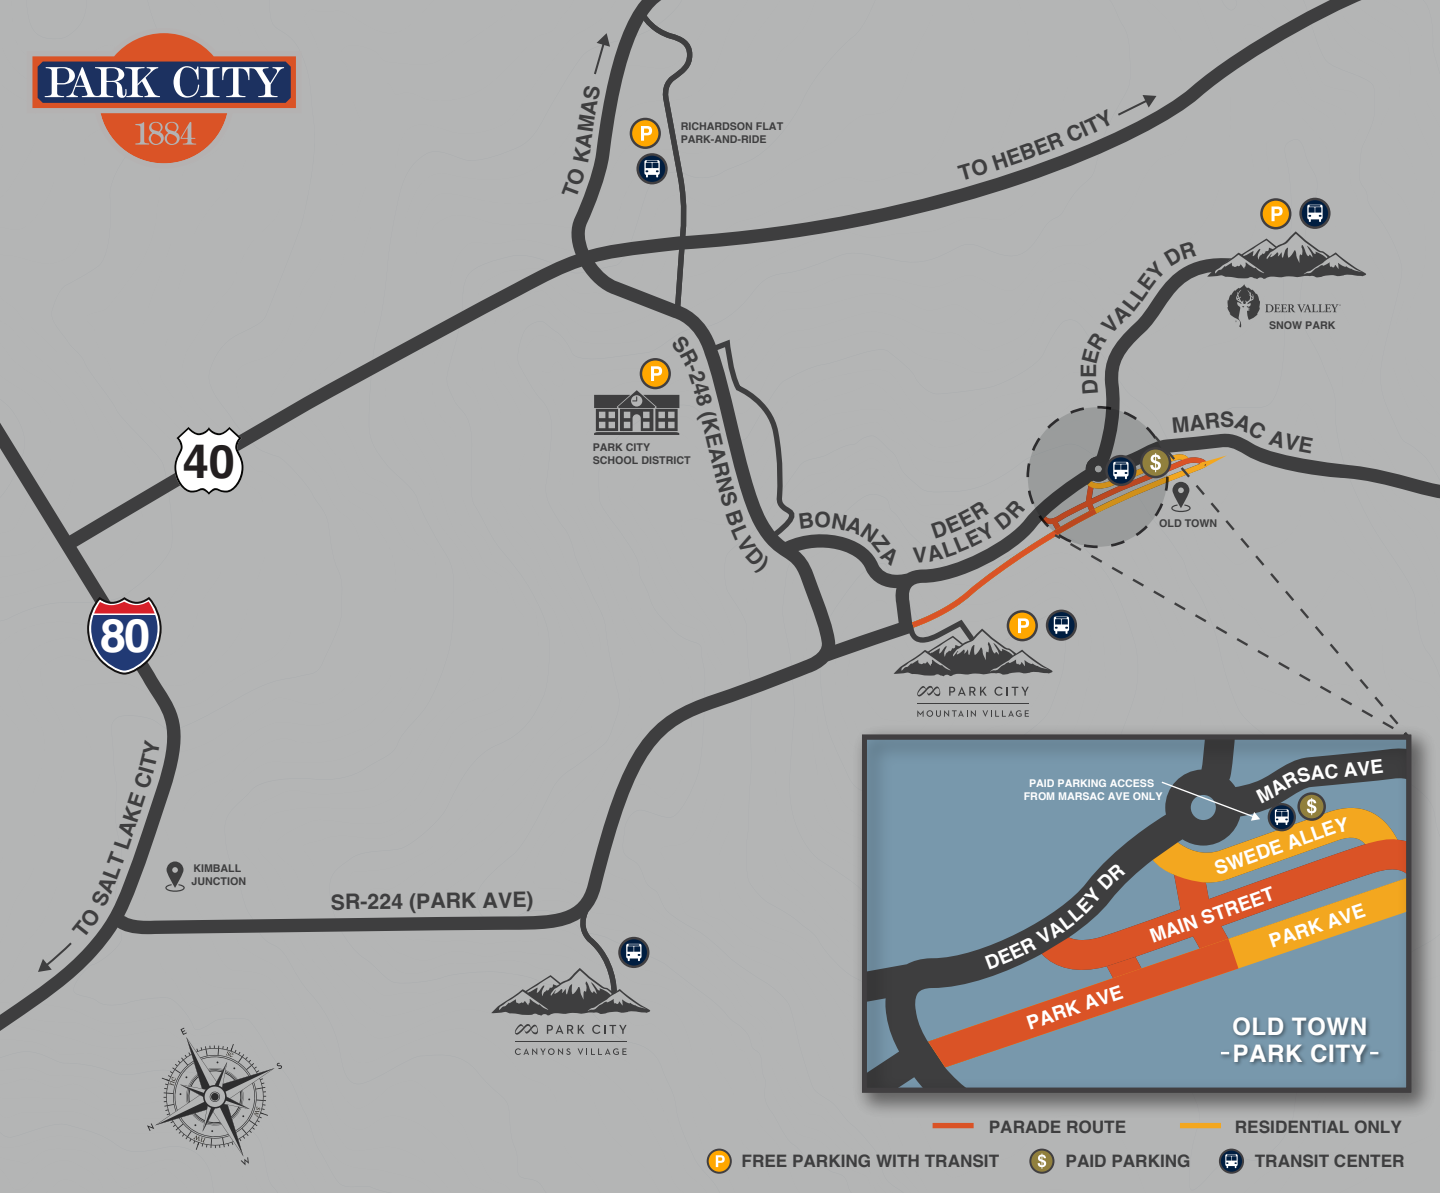 PARK CITY
1884
TO KAMAS
RICHARDSON FLAT
PARK-AND-RIDE
P
TO HEBER CITY
P
DEER VALLEY DR
DEER VALLEY
SNOW PARK
SR-248 (KEARNS BLVD)
P
PARK CITY
SCHOOL DISTRICT
40
MARSAC AVE
$
OLD TOWN
BONANZA
DEER
VALLEY DR
80
P
PARK CITY
MOUNTAIN VILLAGE
TO SALT LAKE CITY
KIMBALL
JUNCTION
SR-224 (PARK AVE)
PARK CITY
CANYONS VILLAGE
E
S
N
W
PAID PARKING ACCESS
FROM MARSAC AVE ONLY
MARSAC AVE
$
SWEDE ALLEY
DEER VALLEY DR
MAIN STREET
PARK AVE
PARK AVE
OLD TOWN
-PARK CITY-
PARADE ROUTE
RESIDENTIAL ONLY
P FREE PARKING WITH TRANSIT
$ PAID PARKING
TRANSIT CENTER